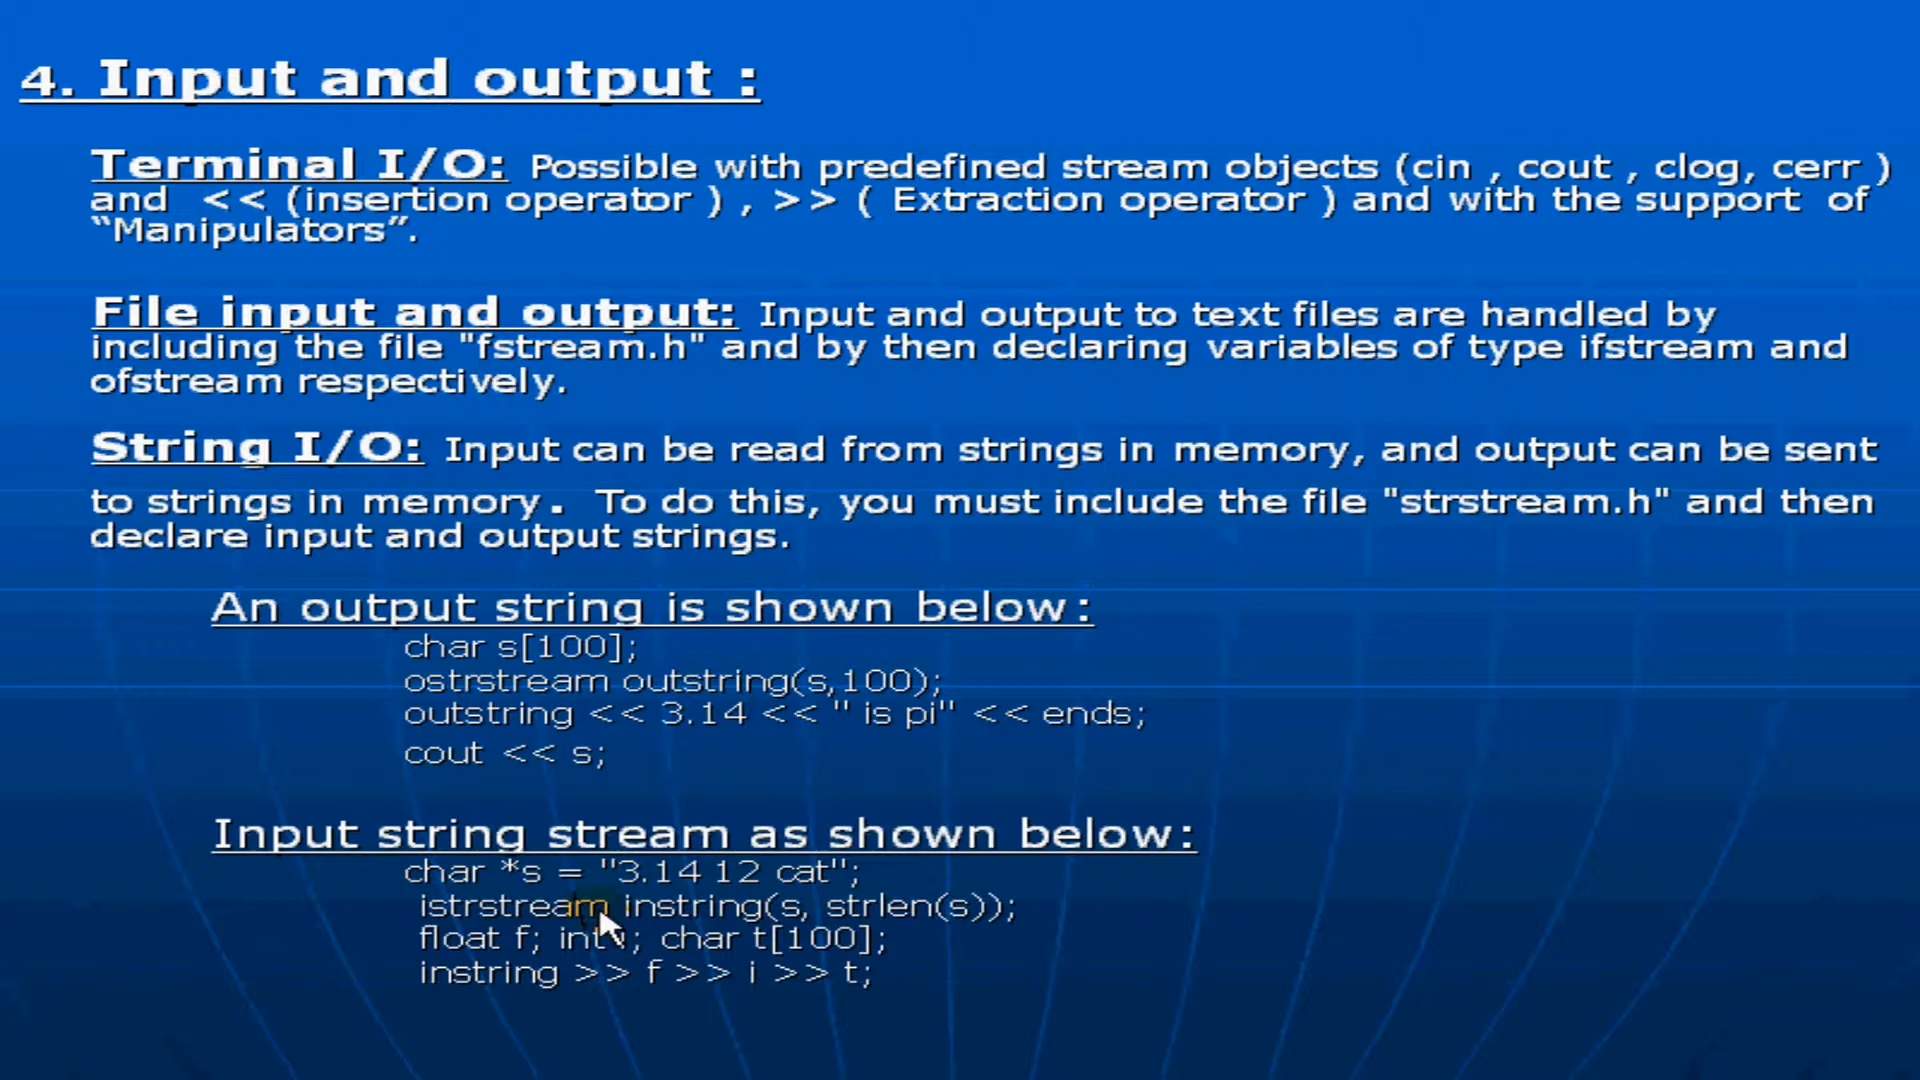 4. Input and output :
Terminal I/O: Possible with predefined stream objects (cin , cout , clog, cerr )
and << (insertion operator ) , >> ( Extraction operator ) and with the support of
“Manipulators”.
File input and output: Input and output to text files are handled by
including the file "fstream.h" and by then declaring variables of type ifstream and
ofstream respectively.
String I/O: Input can be read from strings in memory, and output can be sent
to strings in memory. To do this, you must include the file "strstream.h" and then
declare input and output strings.
An output string is shown below:
char s[100];
ostrstream outstring(s,100);
outstring << 3.14 << " is pi" << ends;
cout << s;
Input string stream as shown below:
char *s = "3.14 12 cat";
istrstream instring(s, strlen(s));
float f; int i; char t[100];
instring >> f >> i >> t;